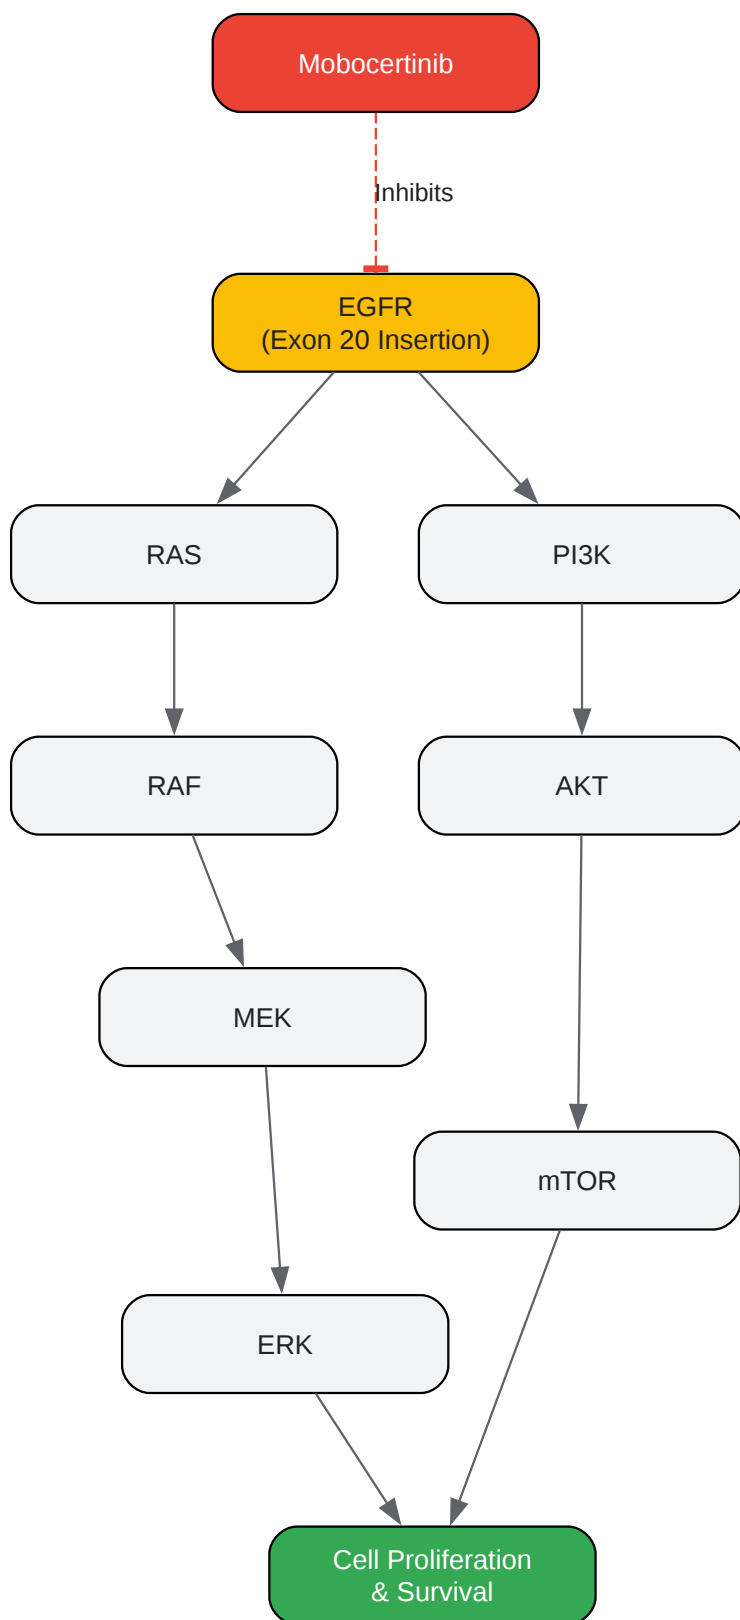 Mobocertinib
Inhibits
EGFR
(Exon 20 Insertion)
RAS
PI3K
RAF
AKT
MEK
mTOR
ERK
Cell Proliferation
& Survival